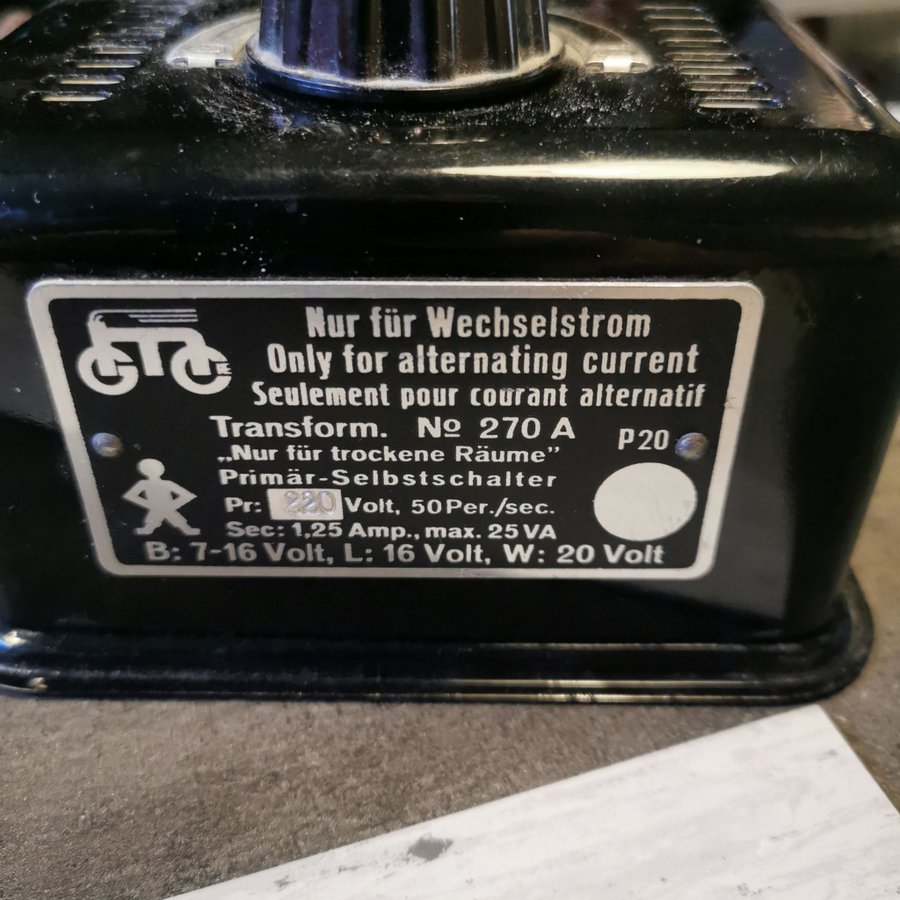 Nur für Wechselstrom
Only for alternating current
Seulement pour courant alternatif
Transform. No 270 A
P20
„Nur für trockene Räume”
Primär-Selbstschalter
Pr: 220 Volt, 50 Per./sec.
Sec: 1,25 Amp., max. 25 VA
B: 7-16 Volt, L: 16 Volt, W: 20 Volt